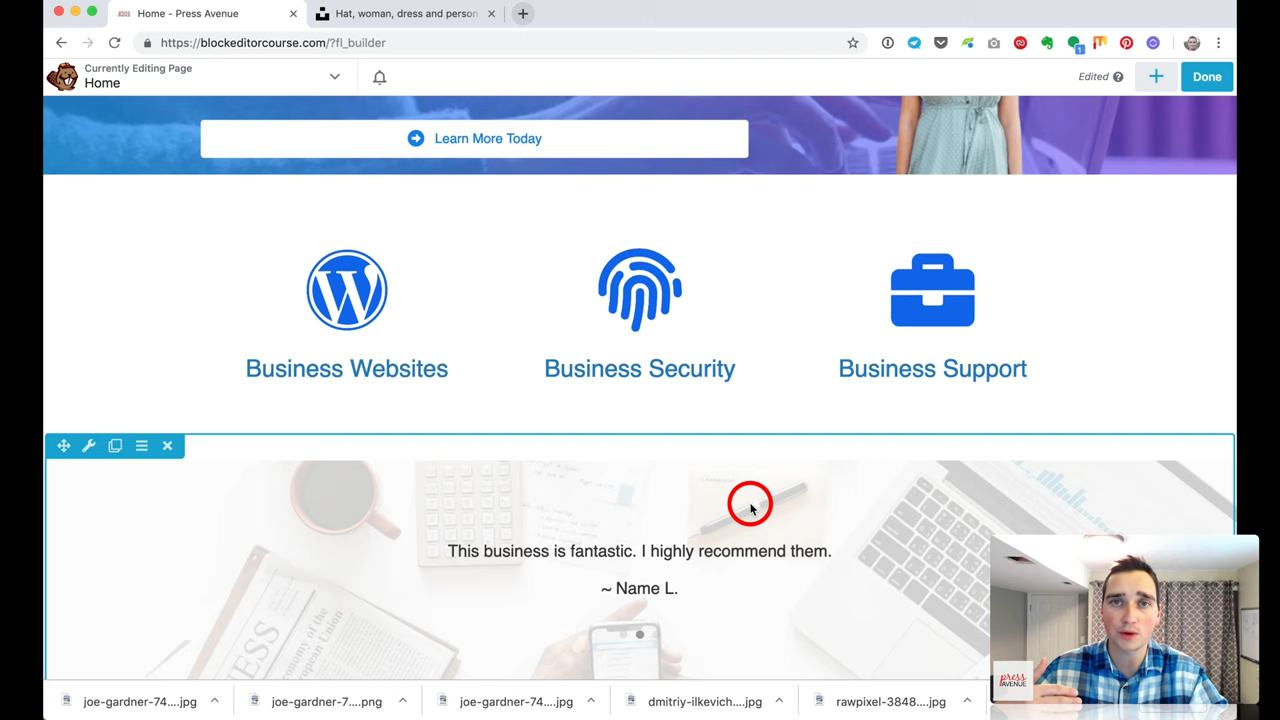 Home - Press Avenue
Hat, woman, dress and person
https://blockeditorcourse.com/?fl_builder
Currently Editing Page
Home
Edited
Done
Learn More Today
Business Websites
Business Security
Business Support
This business is fantastic. I highly recommend them.
~ Name L.
joe-gardner-74....jpg
joe-gardner-7....png
joe-gardner-74....jpg
dmitriy-ilkevich....jpg
rawpixel-3848....jpg
press
AVENUE